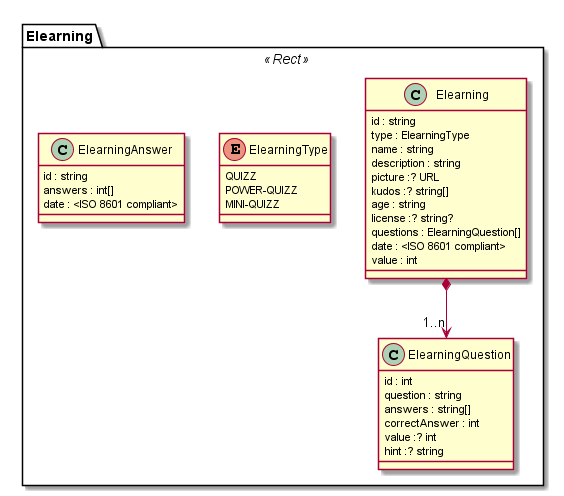 Elearning
«Rect»
C ElearningAnswer
id : string
answers : int[]
date : <ISO 8601 compliant>
E ElearningType
QUIZZ
POWER-QUIZZ
MINI-QUIZZ
C Elearning
id : string
type : ElearningType
name : string
description : string
picture :? URL
kudos :? string[]
age : string
license :? string?
questions : ElearningQuestion[]
date : <ISO 8601 compliant>
value : int
1..n
C ElearningQuestion
id : int
question : string
answers : string[]
correctAnswer : int
value :? int
hint :? string